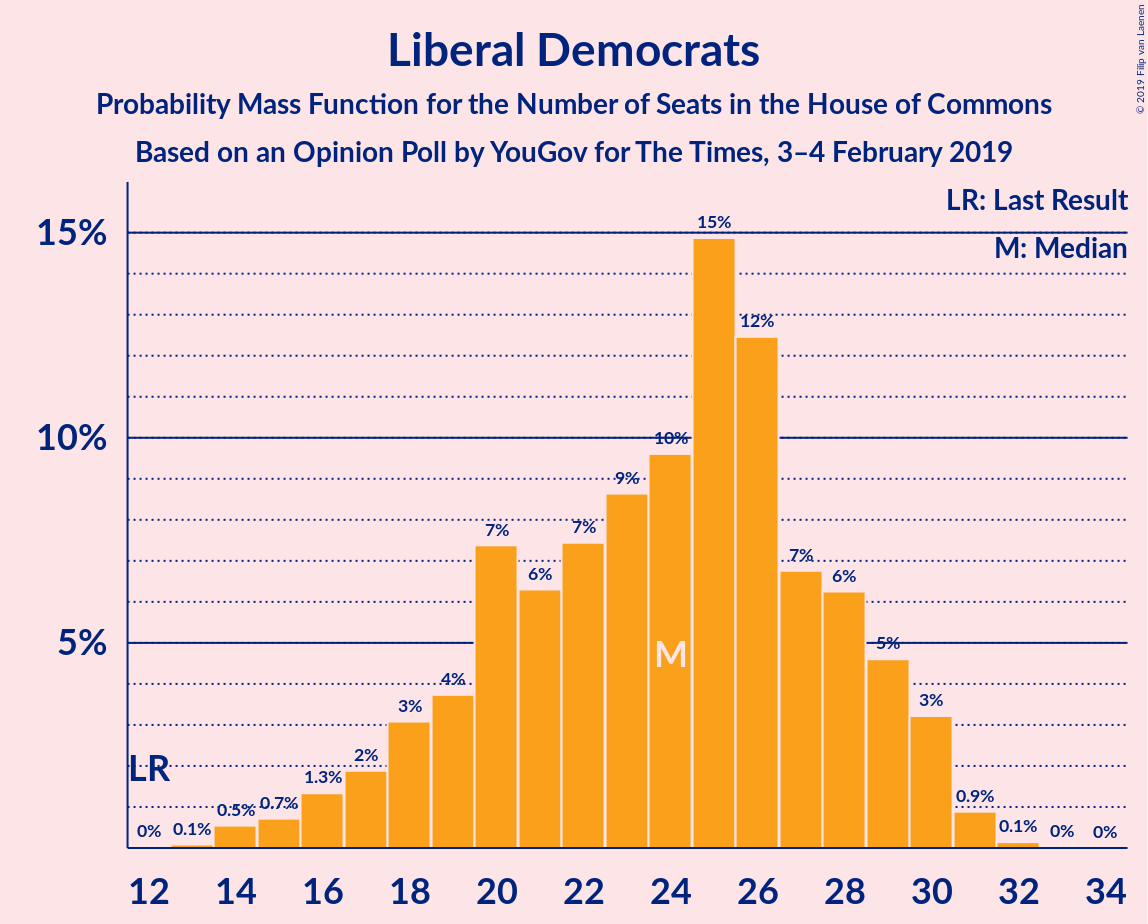 Liberal Democrats
Probability Mass Function for the Number of Seats in the House of Commons
Based on an Opinion Poll by YouGov for The Times, 3–4 February 2019
© 2019 Filip van Laenen
LR: Last Result
M: Median
15%
10%
5%
LR
M
0%
0.1%
0.5%
0.7%
1.3%
2%
3%
4%
7%
6%
7%
9%
10%
15%
12%
7%
6%
5%
3%
0.9%
0.1%
0%
0%
12 14 16 18 20 22 24 26 28 30 32 34